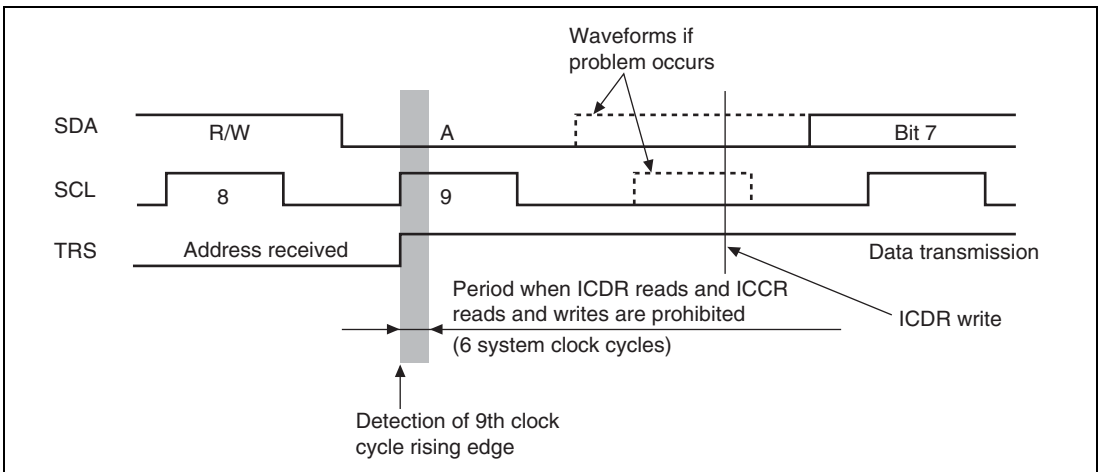 Waveforms if
problem occurs
SDA
R/W
A
Bit 7
SCL
8
9
TRS
Address received
Data transmission
Period when ICDR reads and ICCR
reads and writes are prohibited
(6 system clock cycles)
ICDR write
Detection of 9th clock
cycle rising edge